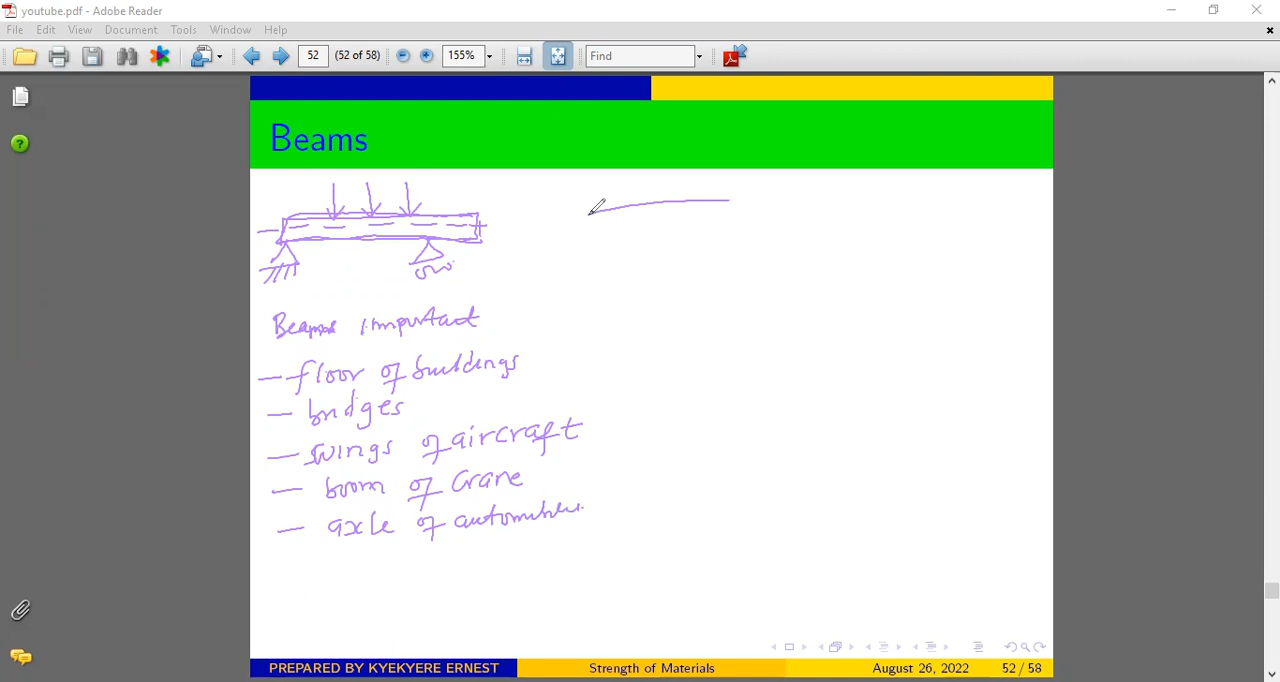 youtube.pdf - Adobe Reader
File Edit View Document Tools Window Help
52 (52 of 58) 155% Find
Beams
Beams important
— floor of buildings
— bridges
— wings of aircraft
— boom of Crane
— axle of automobiles
PREPARED BY KYEKYERE ERNEST Strength of Materials August 26, 2022 52 / 58